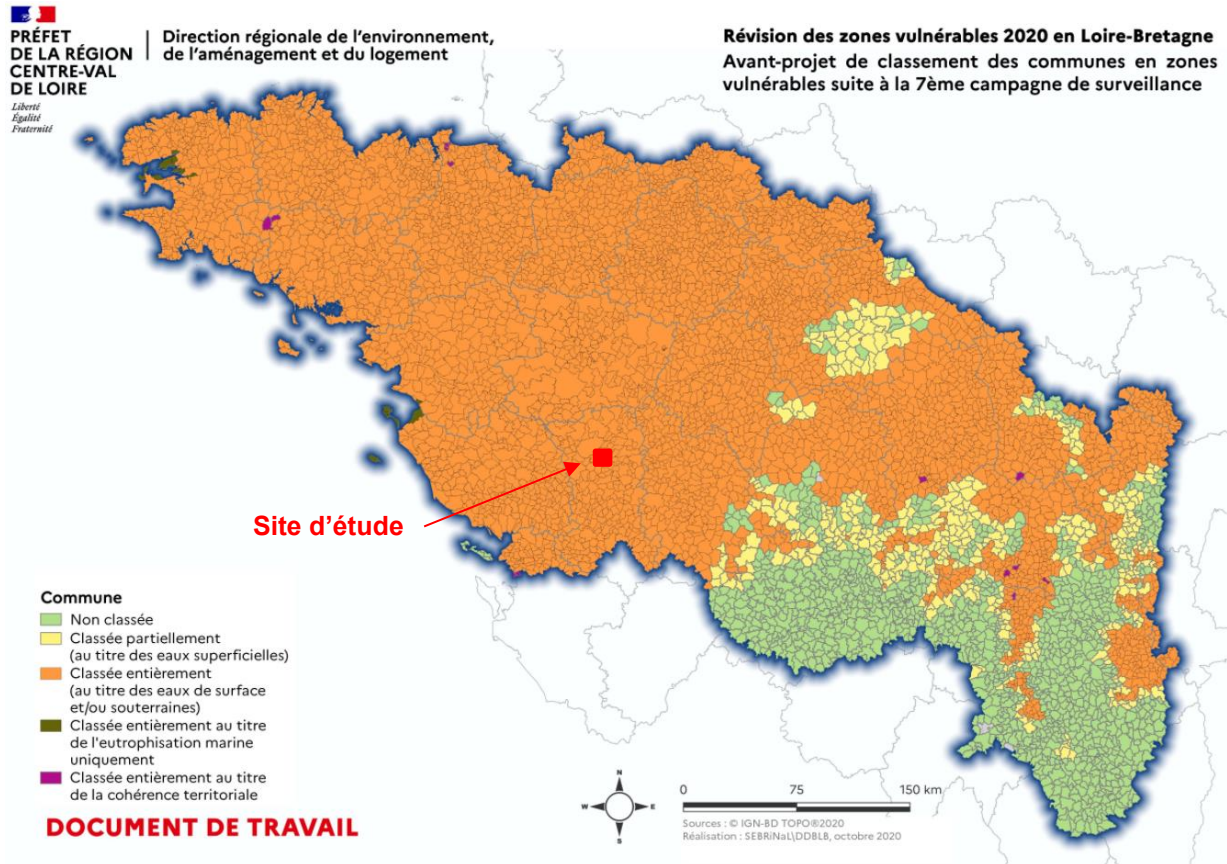 PRÉFET
DE LA RÉGION
CENTRE-VAL
DE LOIRE
Liberté
Égalité
Fraternité
Direction régionale de l'environnement,
de l'aménagement et du logement
Révision des zones vulnérables 2020 en Loire-Bretagne
Avant-projet de classement des communes en zones
vulnérables suite à la 7ème campagne de surveillance
Site d'étude
Commune
Non classée
Classée partiellement
(au titre des eaux superficielles)
Classée entièrement
(au titre des eaux de surface
et/ou souterraines)
Classée entièrement au titre
de l'eutrophisation marine
uniquement
Classée entièrement au titre
de la cohérence territoriale
DOCUMENT DE TRAVAIL
N
W
E
S
0 75 150 km
Sources : © IGN-BD TOPO®2020
Réalisation : SEBRiNaL\DDBLB, octobre 2020